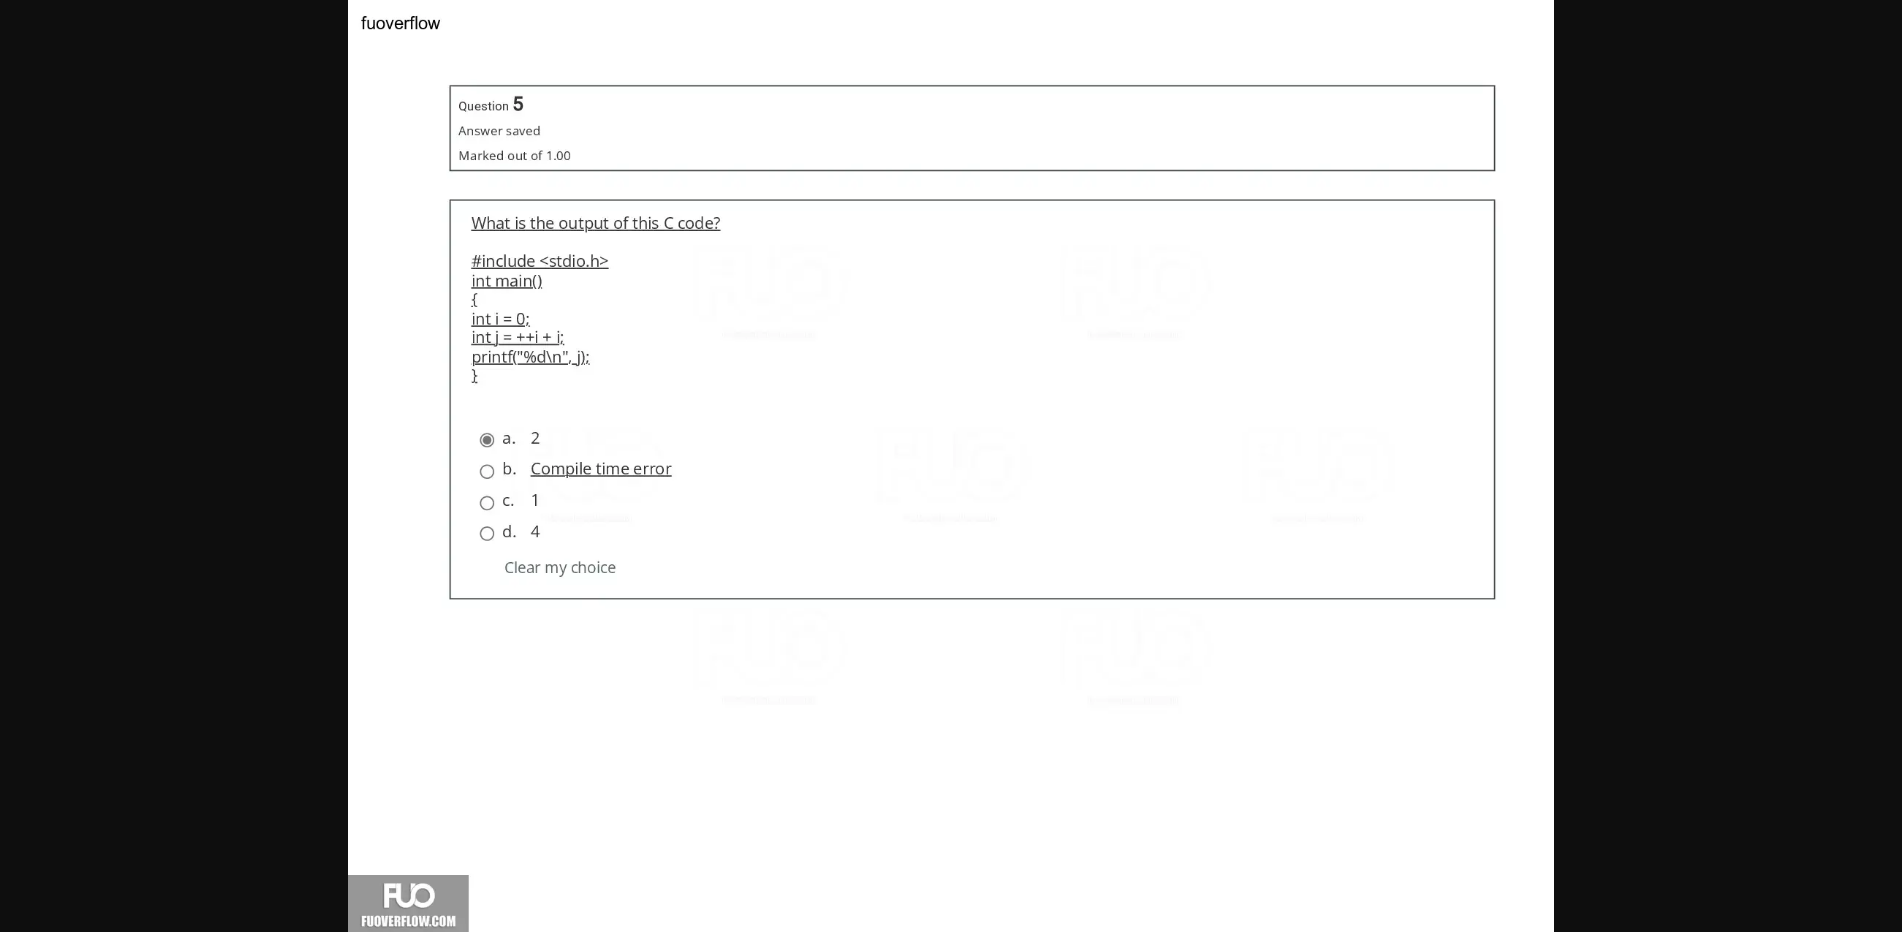 fuoverflow
Question 5
Answer saved
Marked out of 1.00
What is the output of this C code?
#include <stdio.h>
int main()
{
int i = 0;
int j = ++i + i;
printf("%d\n", j);
}
a. 2
b. Compile time error
c. 1
d. 4
Clear my choice
FUO
FUOVERFLOW.COM